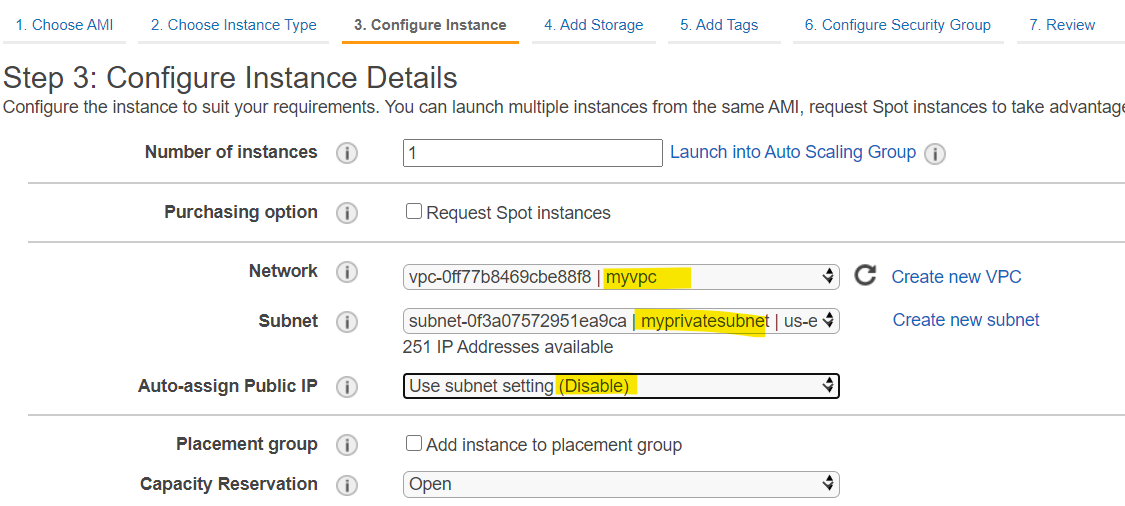 1. Choose AMI 2. Choose Instance Type 3. Configure Instance 4. Add Storage 5. Add Tags 6. Configure Security Group 7. Review
Step 3: Configure Instance Details
Configure the instance to suit your requirements. You can launch multiple instances from the same AMI, request Spot instances to take advantage
Number of instances 1 Launch into Auto Scaling Group
Purchasing option Request Spot instances
Network vpc-0ff77b8469cbe88f8 | myvpc Create new VPC
Subnet subnet-0f3a07572951ea9ca | myprivatesubnet | us-e Create new subnet
251 IP Addresses available
Auto-assign Public IP Use subnet setting (Disable)
Placement group Add instance to placement group
Capacity Reservation Open